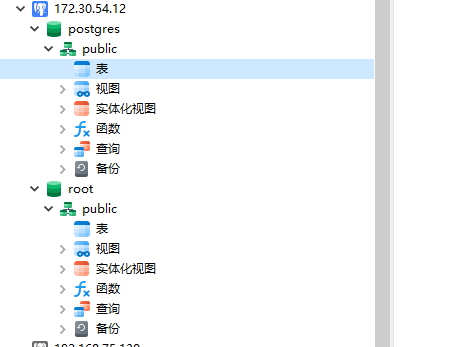 172.30.54.12
postgres
public
表
视图
实体化视图
函数
查询
备份
root
public
表
视图
实体化视图
函数
查询
备份